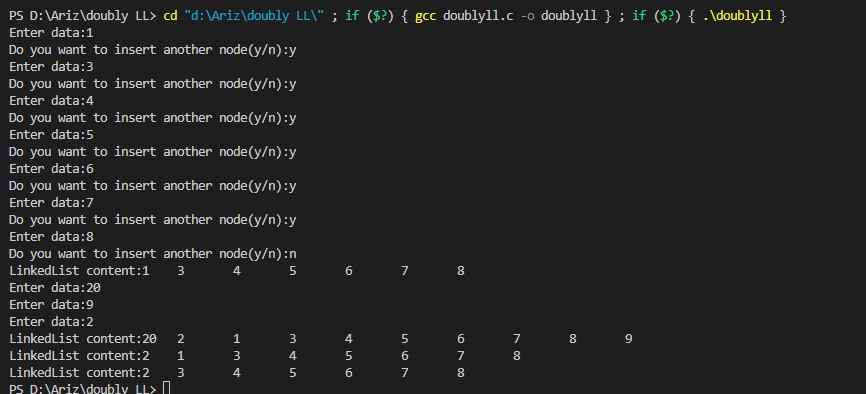 PS D:\Ariz\doubly LL> cd "d:\Ariz\doubly LL\" ; if ($?) { gcc doublyll.c -o doublyll } ; if ($?) { .\doublyll }
Enter data:1
Do you want to insert another node(y/n):y
Enter data:3
Do you want to insert another node(y/n):y
Enter data:4
Do you want to insert another node(y/n):y
Enter data:5
Do you want to insert another node(y/n):y
Enter data:6
Do you want to insert another node(y/n):y
Enter data:7
Do you want to insert another node(y/n):y
Enter data:8
Do you want to insert another node(y/n):n
LinkedList content:1 3 4 5 6 7 8
Enter data:20
Enter data:9
Enter data:2
LinkedList content:20 2 1 3 4 5 6 7 8 9
LinkedList content:2 1 3 4 5 6 7 8
LinkedList content:2 3 4 5 6 7 8
PS D:\Ariz\doubly LL>